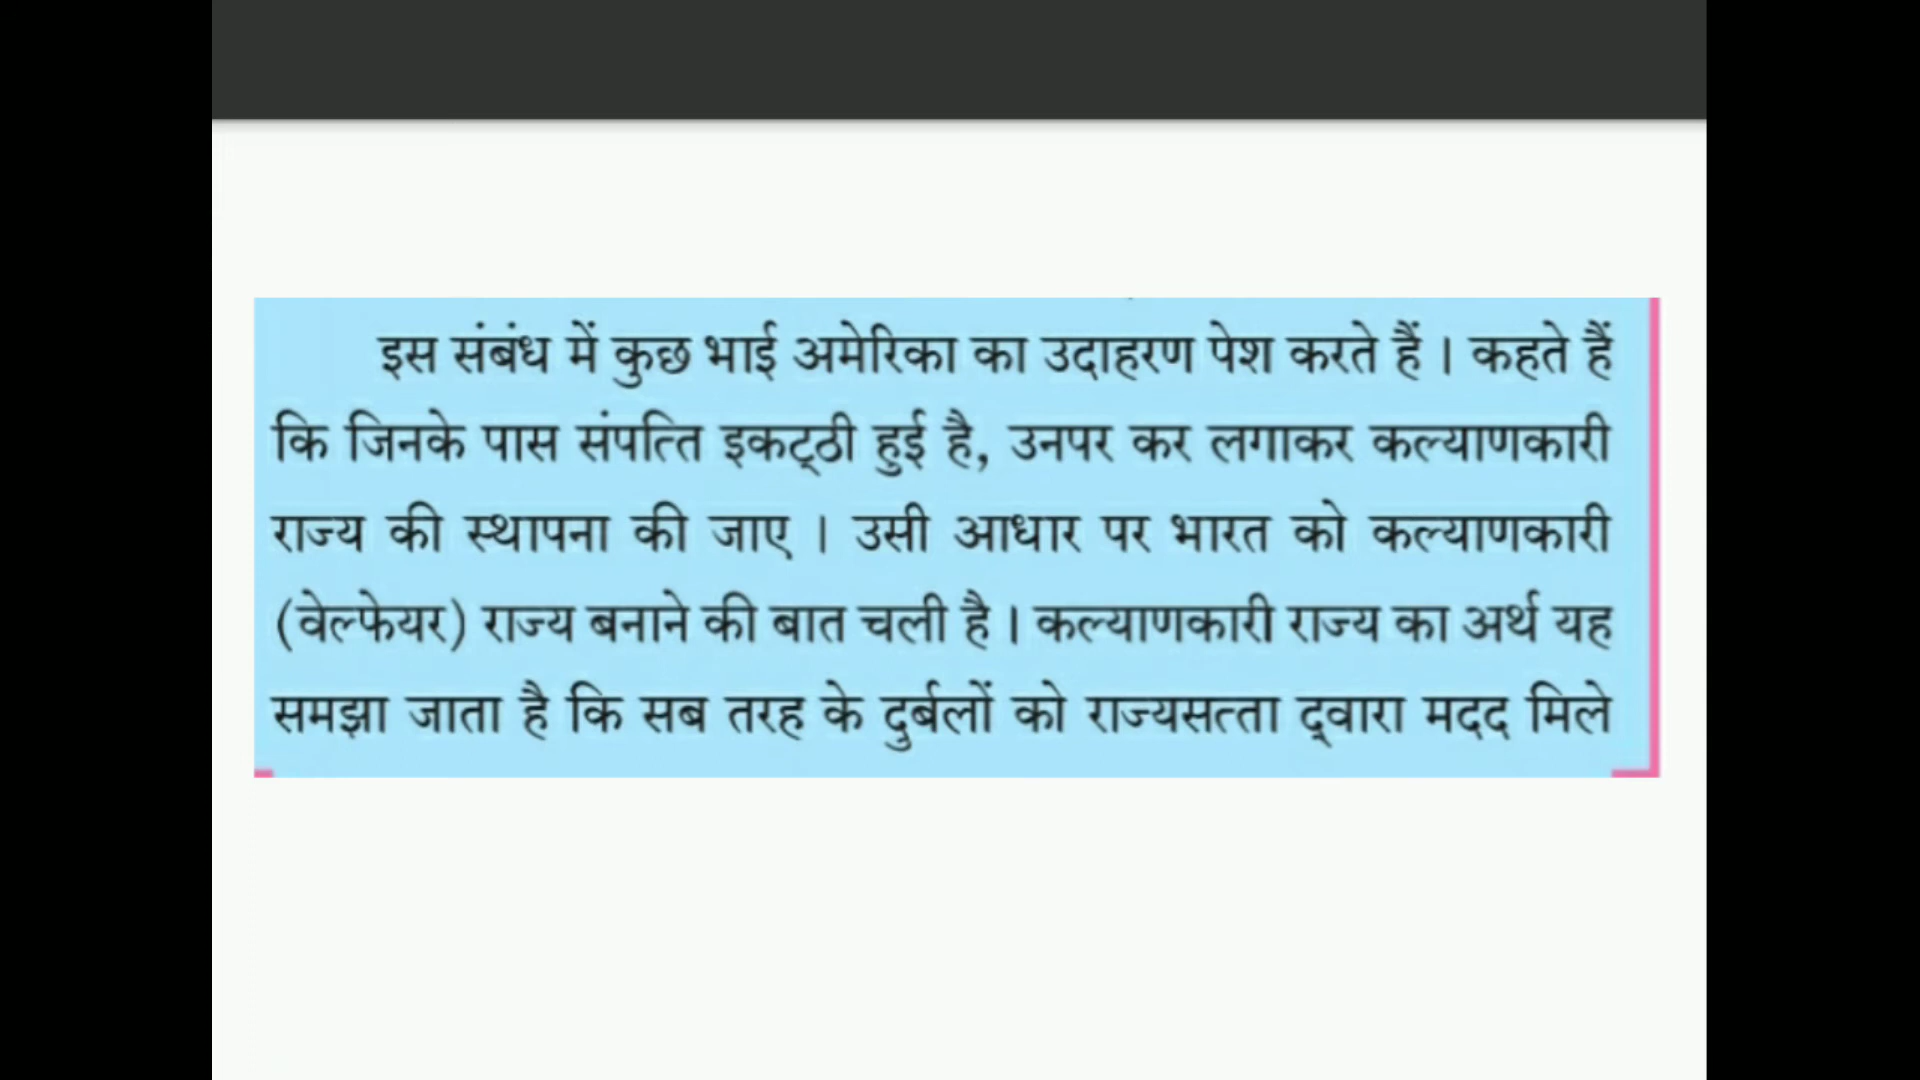 इस संबंध में कुछ भाई अमेरिका का उदाहरण पेश करते हैं । कहते हैं
कि जिनके पास संपत्ति इकट्ठी हुई है, उनपर कर लगाकर कल्याणकारी
राज्य की स्थापना की जाए । उसी आधार पर भारत को कल्याणकारी
(वेल्फेयर) राज्य बनाने की बात चली है । कल्याणकारी राज्य का अर्थ यह
समझा जाता है कि सब तरह के दुर्बलों को राज्यसत्ता द्वारा मदद मिले